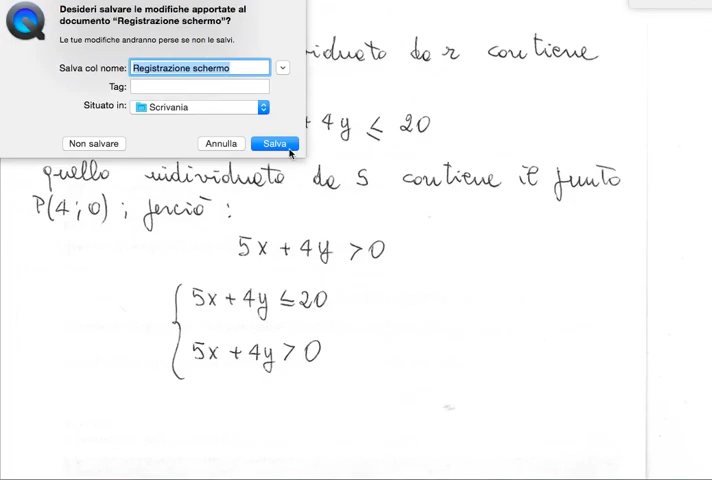 Desideri salvare le modifiche apportate al
documento “Registrazione schermo”?
Le tue modifiche andranno perse se non le salvi.
Salva col nome: Registrazione schermo
Tag:
Situato in: Scrivania
Non salvare Annulla Salva
viduato da r contiene
+ 4y ≤ 20
quello individuato da s contiene il punto
P(4;0); perciò:
5x + 4y > 0
5x + 4y ≤ 20
5x + 4y > 0